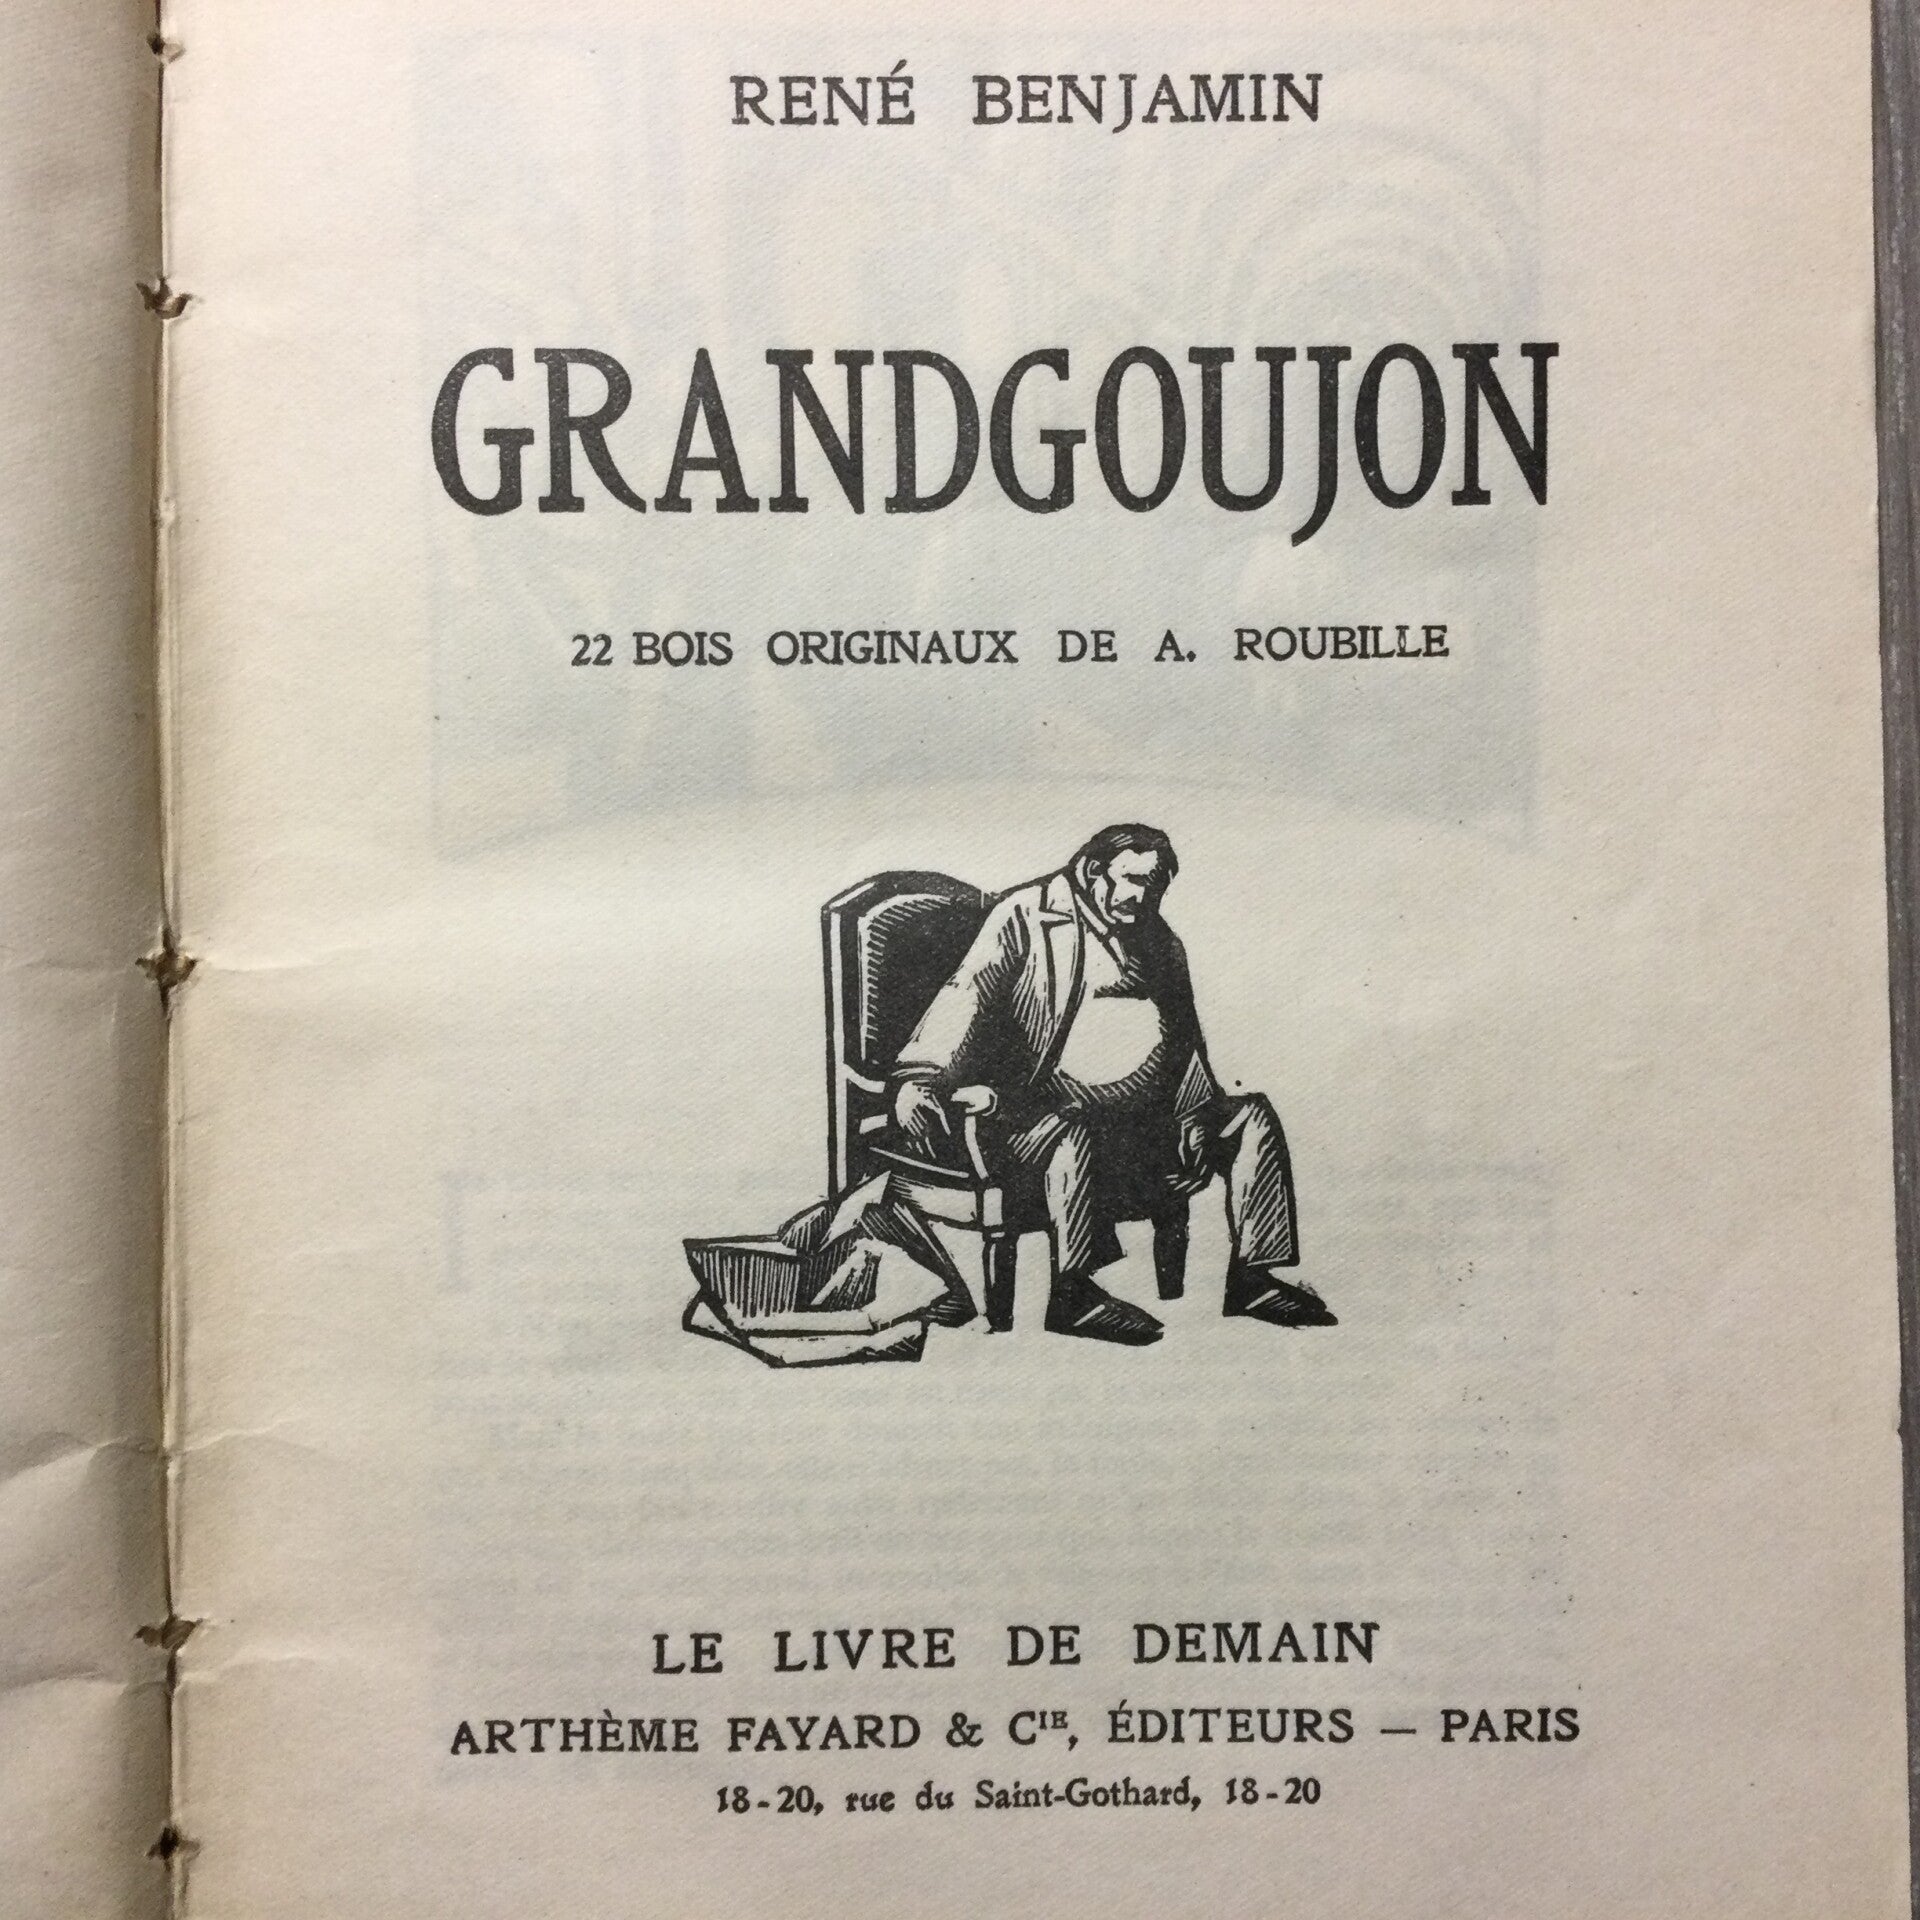 RENÉ BENJAMIN
GRANDGOUJON
22 BOIS ORIGINAUX DE A. ROUBILLE
LE LIVRE DE DEMAIN
ARTHÈME FAYARD & CIE, ÉDITEURS — PARIS
18-20, rue du Saint-Gothard, 18-20